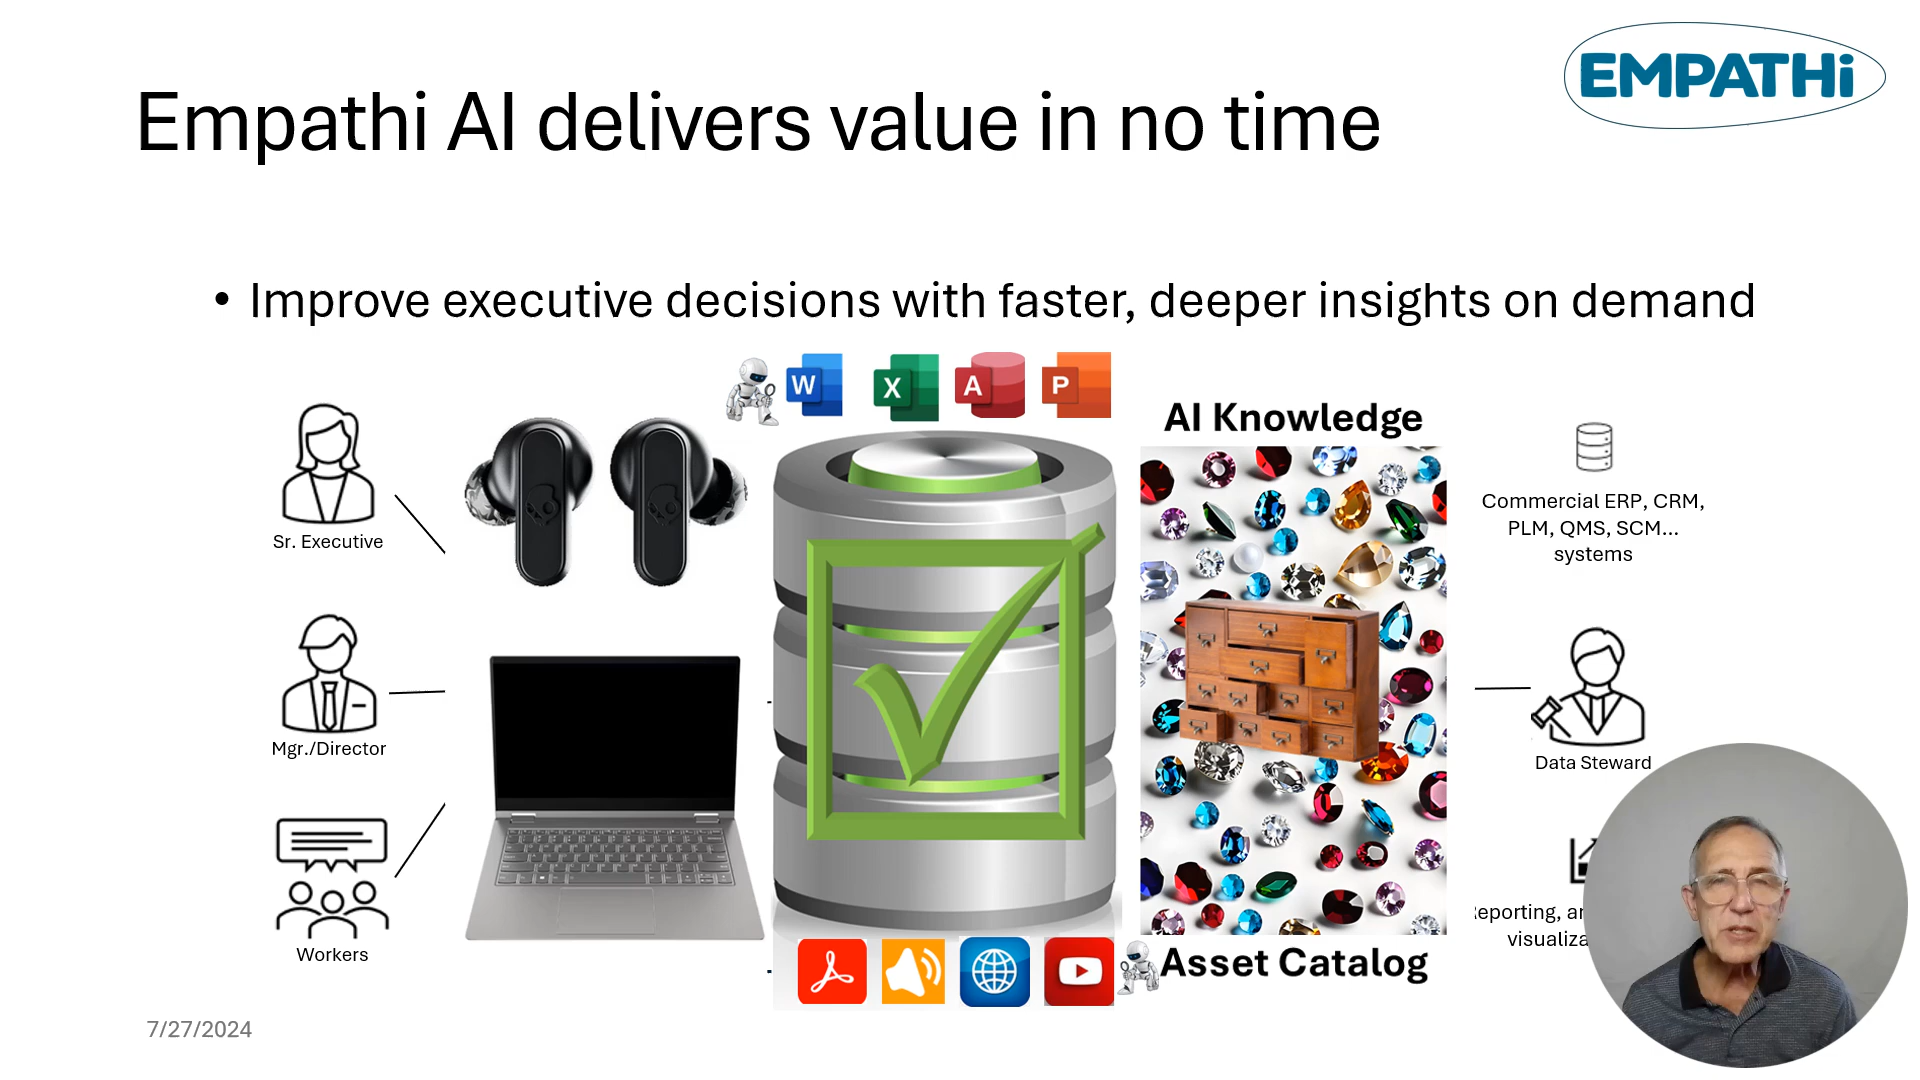 EMPATHi
Empathi AI delivers value in no time
• Improve executive decisions with faster, deeper insights on demand
W
X
A
P
AI Knowledge
Commercial ERP, CRM,
PLM, QMS, SCM...
systems
Sr. Executive
Mgr./Director
Data Steward
Workers
Asset Catalog
7/27/2024